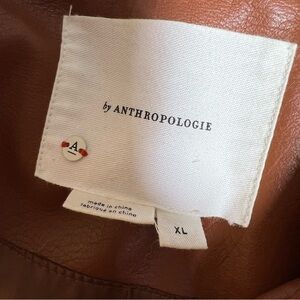 by ANTHROPOLOGIE
A
made in china
fabriqué en chine
XL